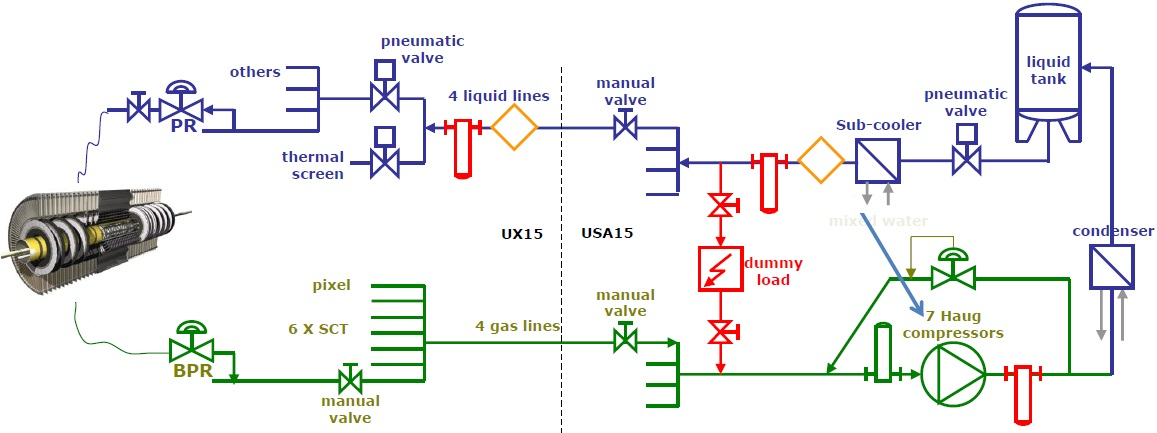 pneumatic
valve
others
4 liquid lines
PR
thermal
screen
manual
valve
Sub-cooler
pneumatic
valve
liquid
tank
mixed water
condenser
UX15
USA15
dummy
load
pixel
6 X SCT
4 gas lines
manual
valve
BPR
manual
valve
7 Haug
compressors